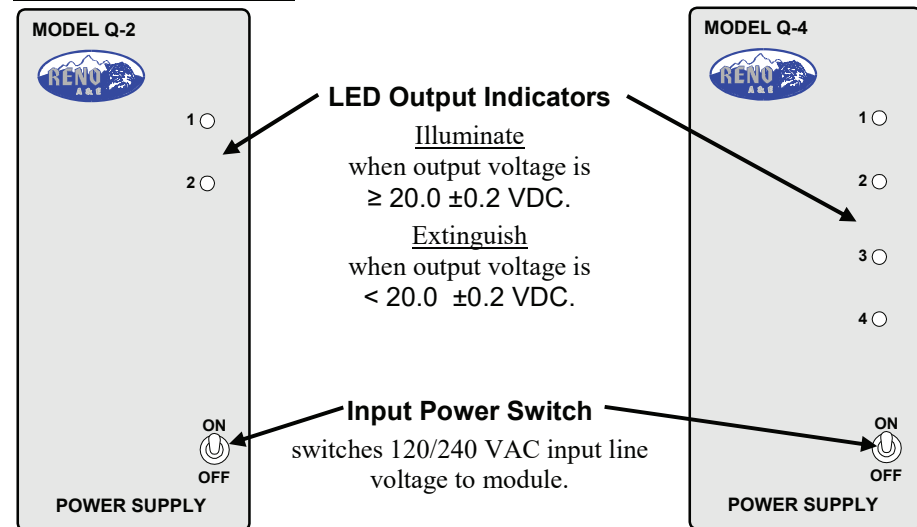 MODEL Q-2
RENO
A & E
1
2
ON
OFF
POWER SUPPLY
LED Output Indicators
Illuminate
when output voltage is
≥ 20.0 ±0.2 VDC.
Extinguish
when output voltage is
< 20.0 ±0.2 VDC.
Input Power Switch
switches 120/240 VAC input line
voltage to module.
MODEL Q-4
RENO
A & E
1
2
3
4
ON
OFF
POWER SUPPLY